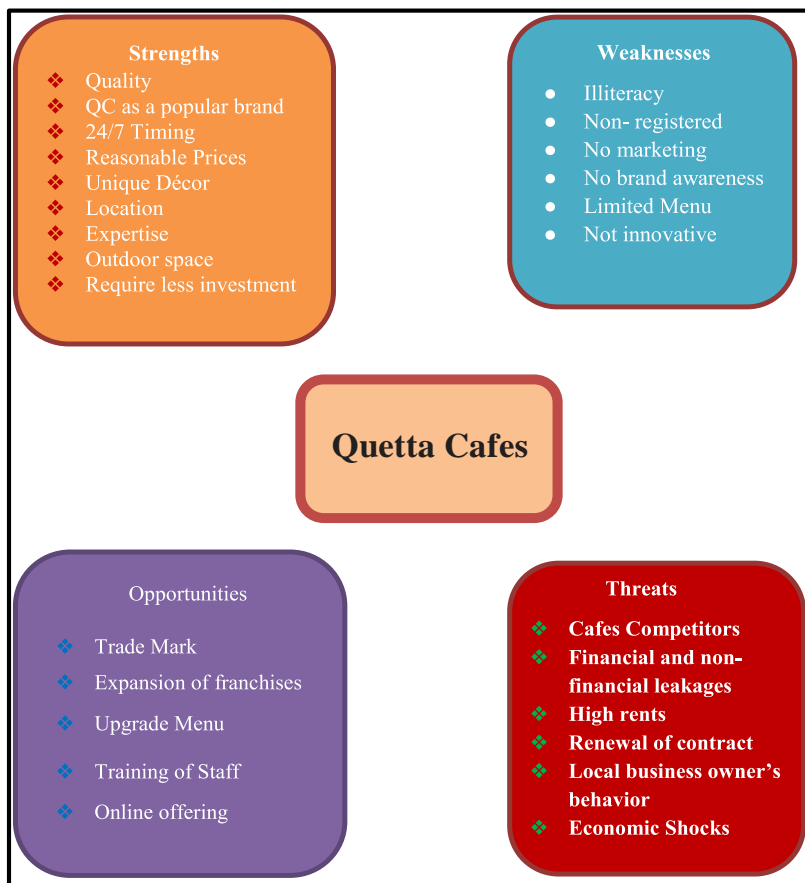 Strengths
❖ Quality
❖ QC as a popular brand
❖ 24/7 Timing
❖ Reasonable Prices
❖ Unique Décor
❖ Location
❖ Expertise
❖ Outdoor space
❖ Require less investment
Weaknesses
● Illiteracy
● Non- registered
● No marketing
● No brand awareness
● Limited Menu
● Not innovative
Quetta Cafes
Opportunities
❖ Trade Mark
❖ Expansion of franchises
❖ Upgrade Menu
❖ Training of Staff
❖ Online offering
Threats
❖ Cafes Competitors
❖ Financial and non-
financial leakages
❖ High rents
❖ Renewal of contract
❖ Local business owner’s
behavior
❖ Economic Shocks